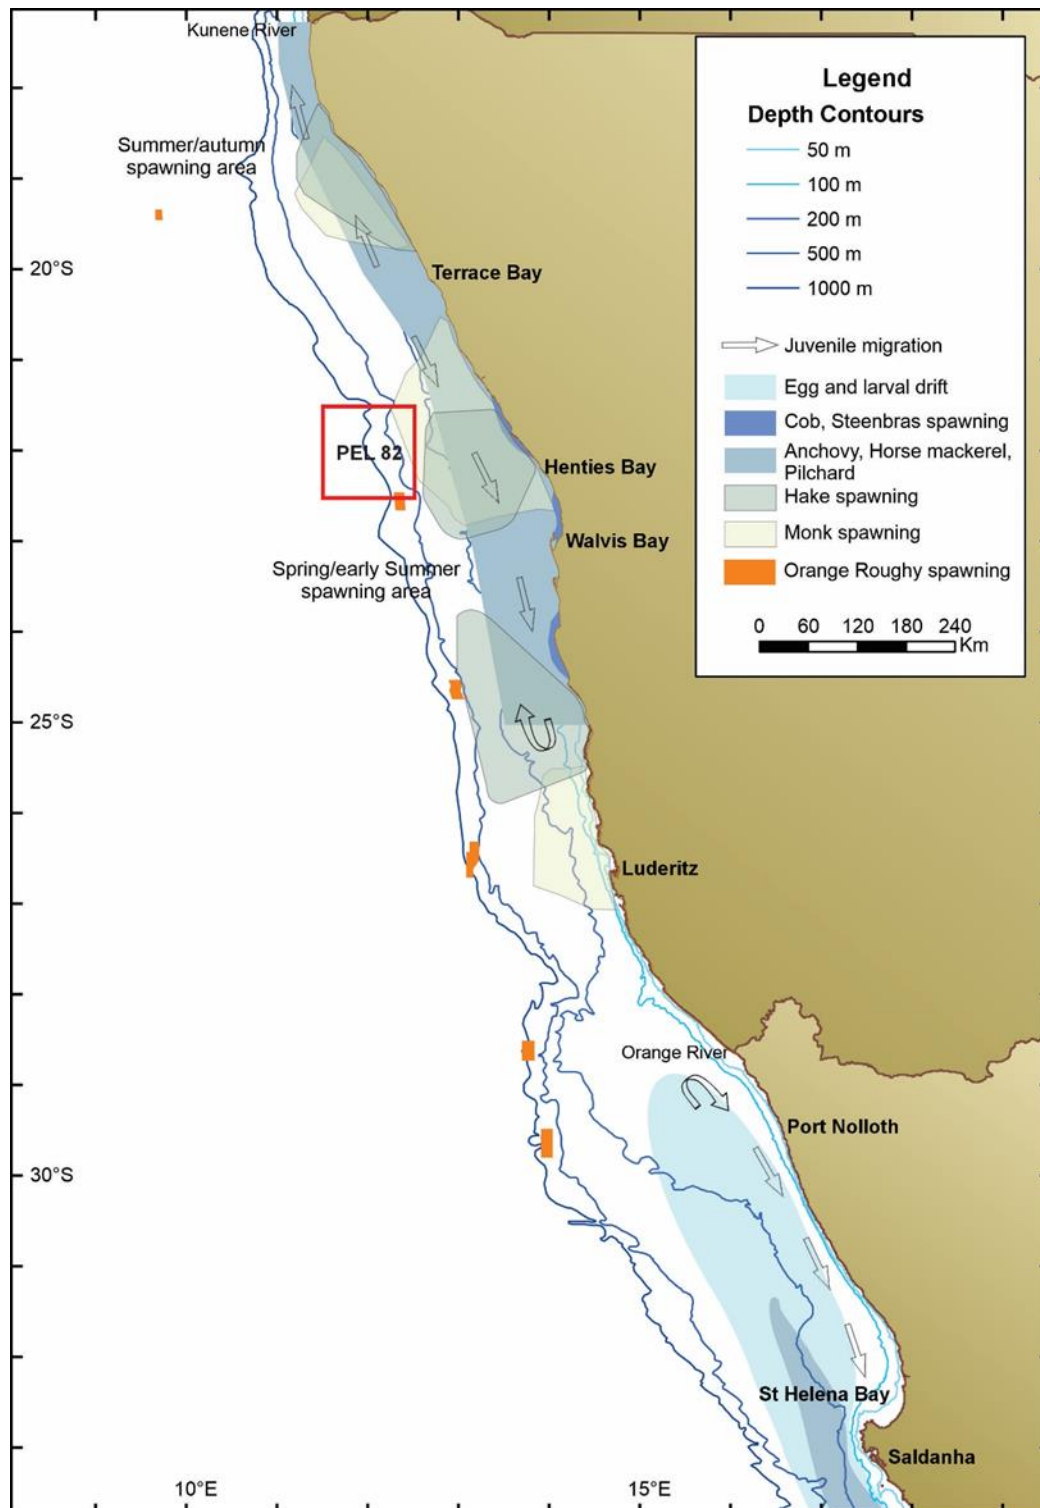 Kunene River
Summer/autumn
spawning area
20°S
Terrace Bay
PEL 82
Henties Bay
Walvis Bay
Spring/early Summer
spawning area
25°S
Luderitz
Orange River
Port Nolloth
30°S
St Helena Bay
Saldanha
10°E
15°E
Legend
Depth Contours
50 m
100 m
200 m
500 m
1000 m
Juvenile migration
Egg and larval drift
Cob, Steenbras spawning
Anchovy, Horse mackerel,
Pilchard
Hake spawning
Monk spawning
Orange Roughy spawning
0 60 120 180 240
Km